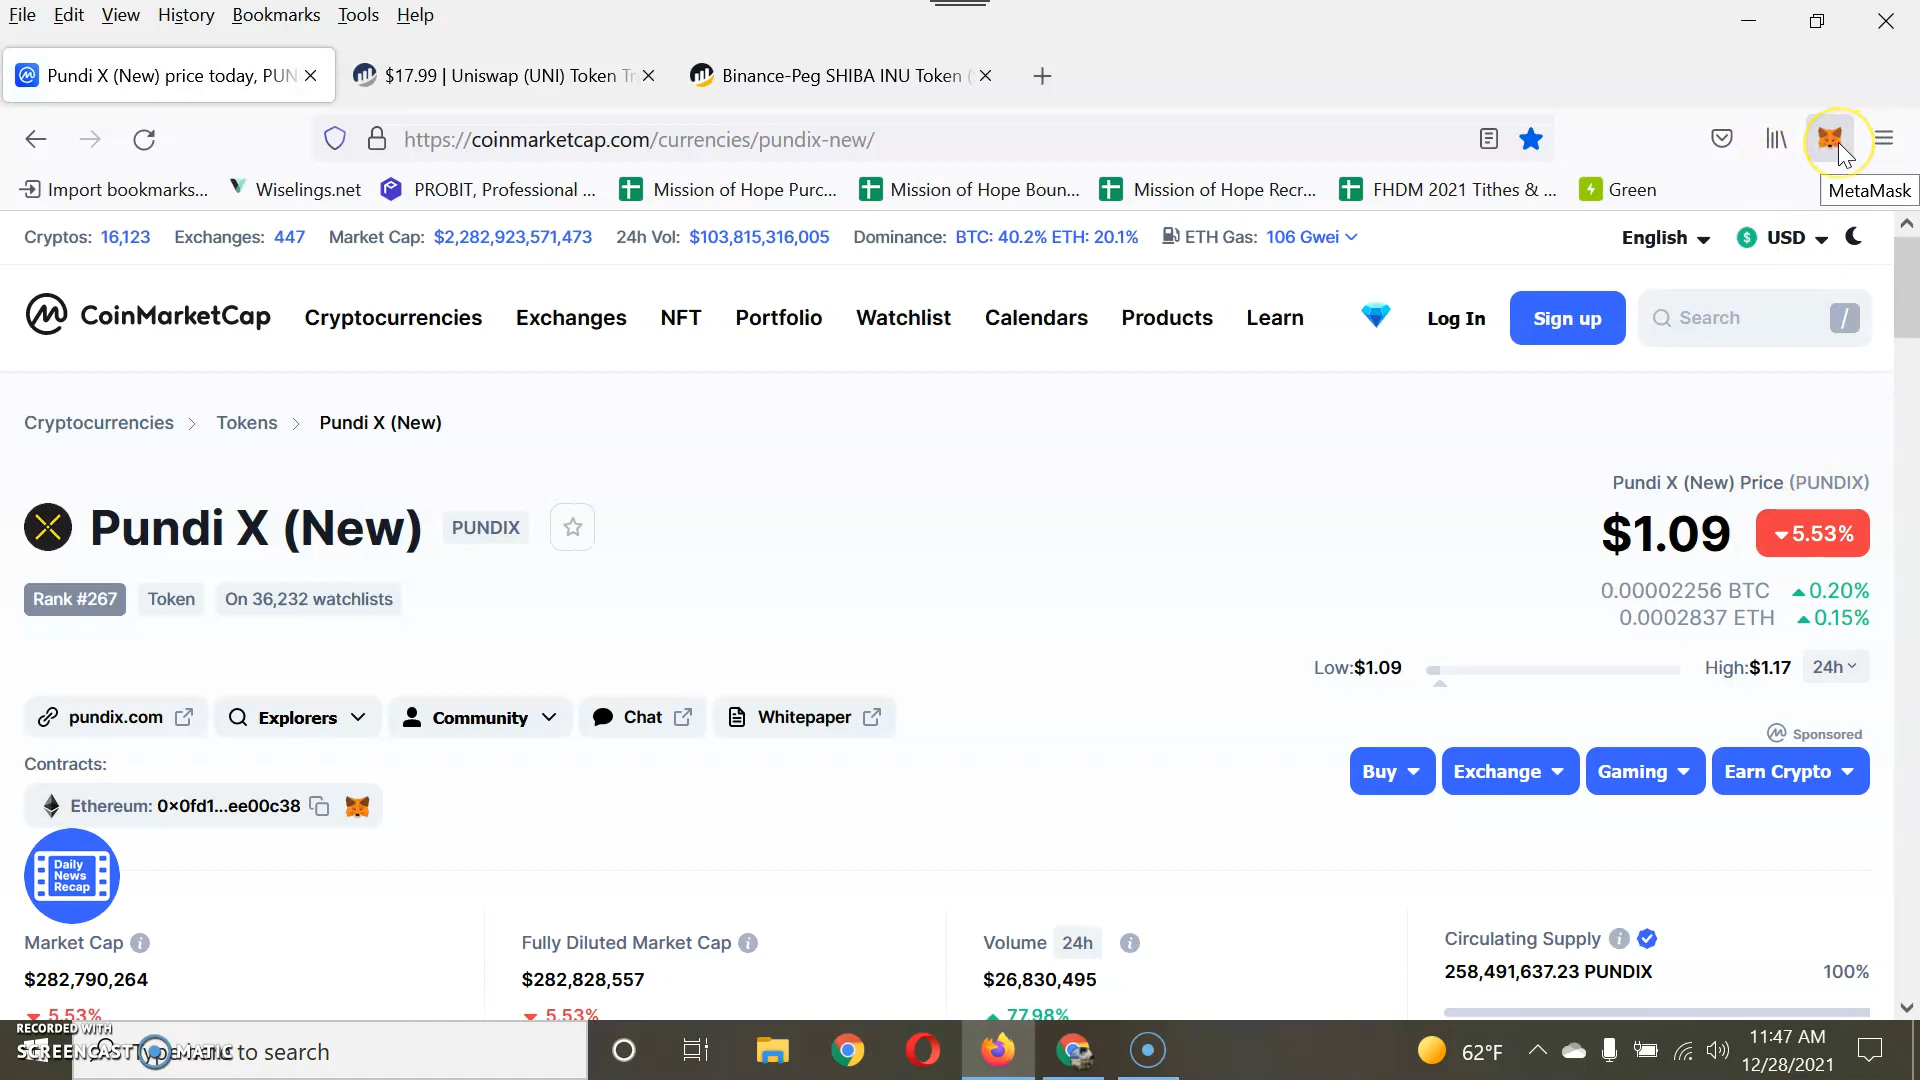 File Edit View History Bookmarks Tools Help
Pundi X (New) price today, PUN
$17.99 | Uniswap (UNI) Token Tr
Binance-Peg SHIBA INU Token (
https://coinmarketcap.com/currencies/pundix-new/
Import bookmarks... Wiselings.net PROBIT, Professional ... Mission of Hope Purc... Mission of Hope Boun... Mission of Hope Recr... FHDM 2021 Tithes & ... Green
MetaMask
Cryptos: 16,123 Exchanges: 447 Market Cap: $2,282,923,571,473 24h Vol: $103,815,316,005 Dominance: BTC: 40.2% ETH: 20.1% ETH Gas: 106 Gwei English USD
CoinMarketCap Cryptocurrencies Exchanges NFT Portfolio Watchlist Calendars Products Learn Log In Sign up Search /
Cryptocurrencies > Tokens > Pundi X (New)
Pundi X (New) PUNDIX
Rank #267 Token On 36,232 watchlists
Pundi X (New) Price (PUNDIX)
$1.09 5.53%
0.00002256 BTC 0.20%
0.0002837 ETH 0.15%
Low:$1.09 High:$1.17 24h
pundix.com Explorers Community Chat Whitepaper
Sponsored
Contracts:
Buy Exchange Gaming Earn Crypto
Ethereum: 0x0fd1...ee00c38
Daily
News
Recap
Market Cap
$282,790,264
5.53%
Fully Diluted Market Cap
$282,828,557
5.53%
Volume 24h
$26,830,495
77.98%
Circulating Supply
258,491,637.23 PUNDIX 100%
RECORDED WITH
SCREENCAST MATIC
to search
62°F
11:47 AM
12/28/2021